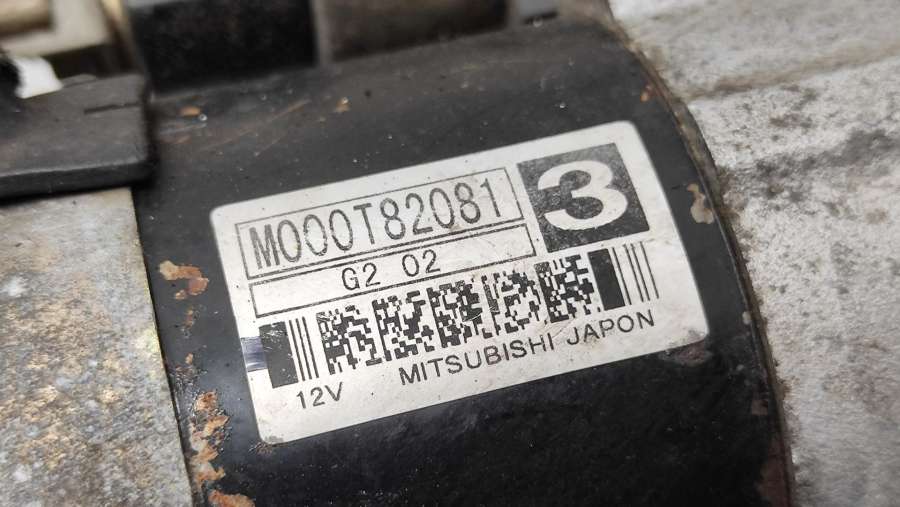 M000T82081
3
G2 02
12V MITSUBISHI JAPON